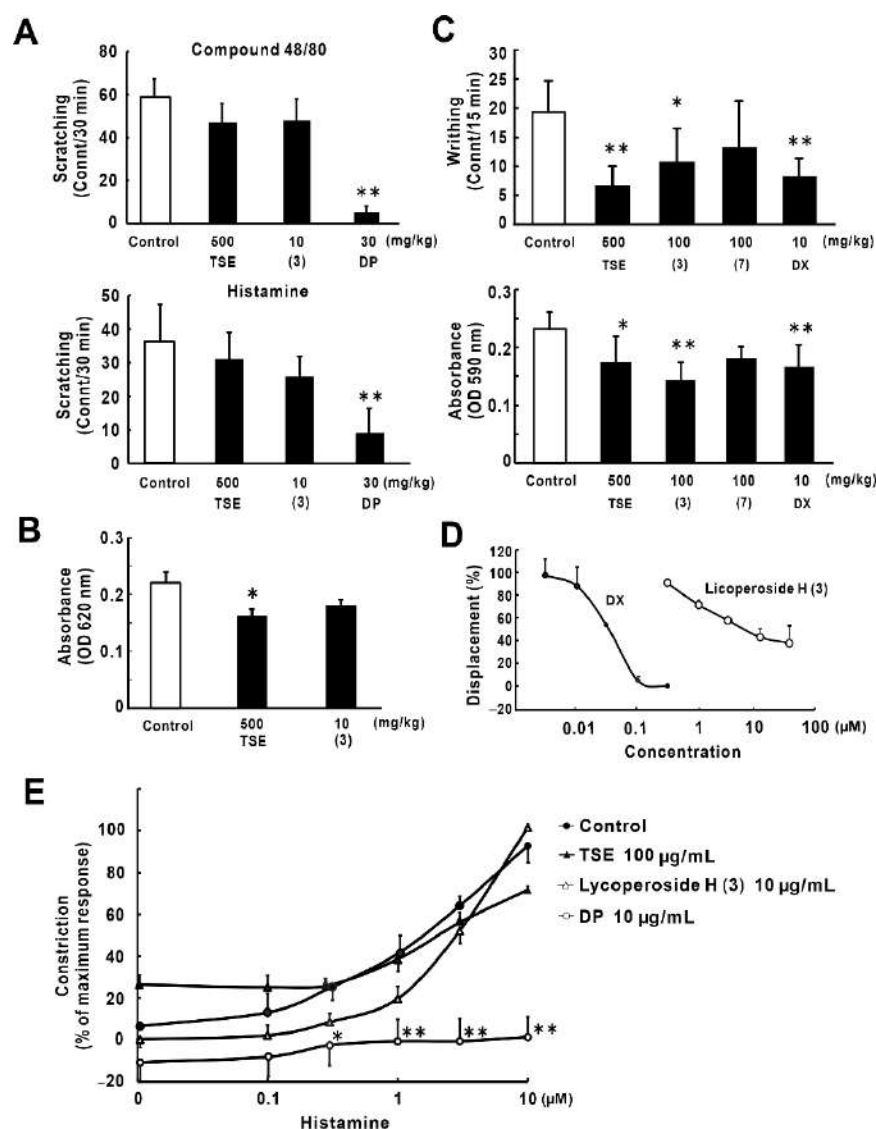 A
Compound 48/80
Scratching
(Connt/30 min)
80
60
40
20
0
**
Control 500 10 30 (mg/kg)
TSE (3) DP
Histamine
Scratching
(Connt/30 min)
50
40
30
20
10
0
**
Control 500 10 30 (mg/kg)
TSE (3) DP
B
Absorbance
(OD 620 nm)
0.3
0.2
0.1
0
*
Control 500 10 (mg/kg)
TSE (3)
C
Writhing
(Connt/15 min)
30
25
20
15
10
5
0
** * **
Control 500 100 100 10 (mg/kg)
TSE (3) (7) DX
Absorbance
(OD 590 nm)
0.3
0.2
0.1
0
* ** **
Control 500 100 100 10 (mg/kg)
TSE (3) (7) DX
D
Displacement (%)
120
100
80
60
40
20
0
−20
DX
Licoperoside H (3)
0.01 0.1 1 10 100 (μM)
Concentration
E
Constriction
(% of maximum response)
100
80
60
40
20
0
−20
* ** ** **
0 0.1 1 10 (μM)
Histamine
Control
TSE 100 μg/mL
Lycoperoside H (3) 10 μg/mL
DP 10 μg/mL